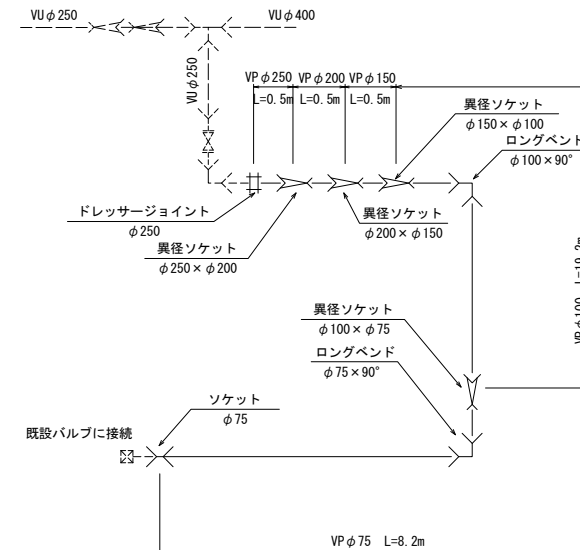 VUφ250
VUφ400
VUφ250
VPφ250 VPφ200 VPφ150
L=0.5m L=0.5m L=0.5m
異径ソケット
φ150×φ100
ロングベンド
φ100×90°
ドレッサージョイント
φ250
異径ソケット
φ250×φ200
異径ソケット
φ200×φ150
異径ソケット
φ100×φ75
ロングベンド
φ75×90°
ソケット
φ75
既設バルブに接続
VPφ75 L=8.2m